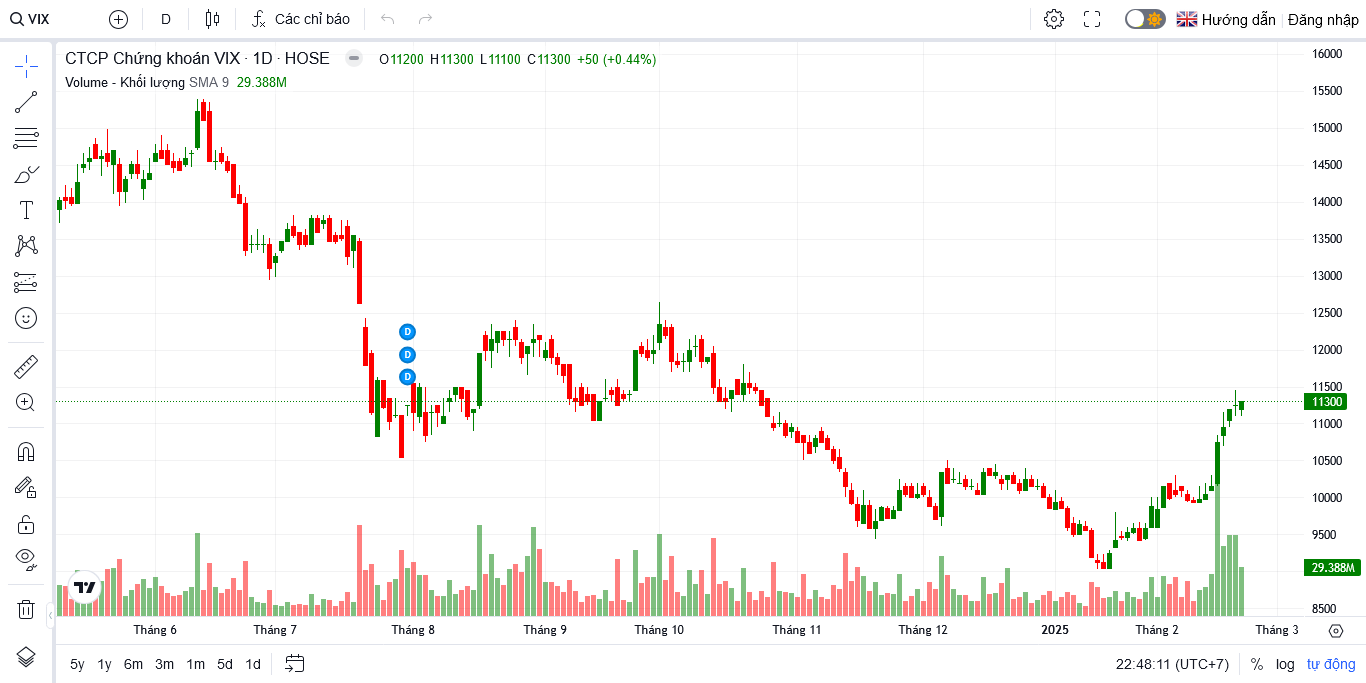 VIX D Các chỉ báo Hướng dẫn Đăng nhập
CTCP Chứng khoán VIX · 1D · HOSE O11200 H11300 L11100 C11300 +50 (+0.44%)
Volume - Khối lượng SMA 9 29.388M
16000
15500
15000
14500
14000
13500
13000
12500
12000
11500
11300
11000
10500
10000
9500
29.388M
8500
D
D
D
Tháng 6 Tháng 7 Tháng 8 Tháng 9 Tháng 10 Tháng 11 Tháng 12 2025 Tháng 2 Tháng 3
5y 1y 6m 3m 1m 5d 1d 22:48:11 (UTC+7) % log tự động